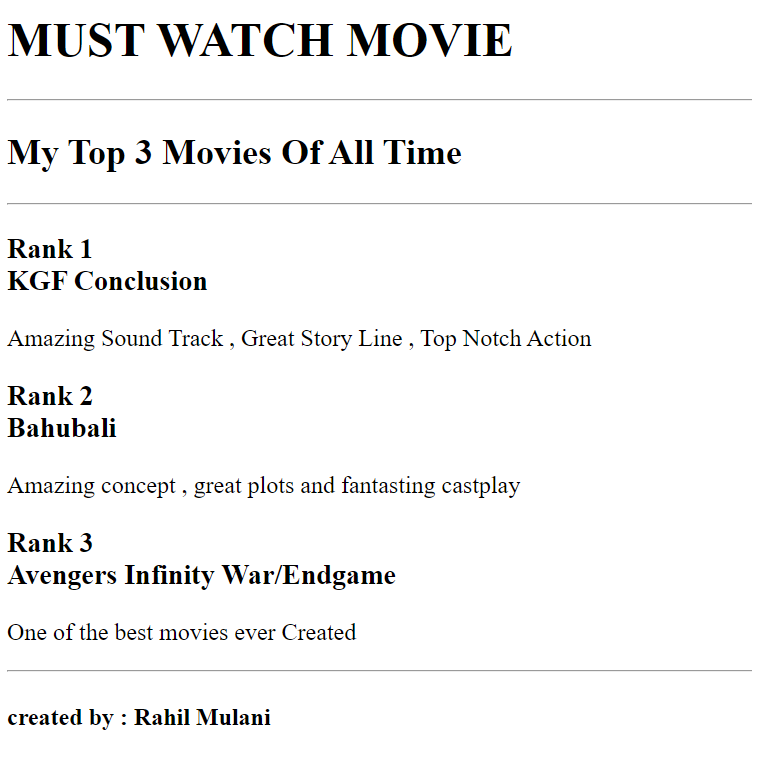 MUST WATCH MOVIE
My Top 3 Movies Of All Time
Rank 1
KGF Conclusion
Amazing Sound Track , Great Story Line , Top Notch Action
Rank 2
Bahubali
Amazing concept , great plots and fantasting castplay
Rank 3
Avengers Infinity War/Endgame
One of the best movies ever Created
created by : Rahil Mulani